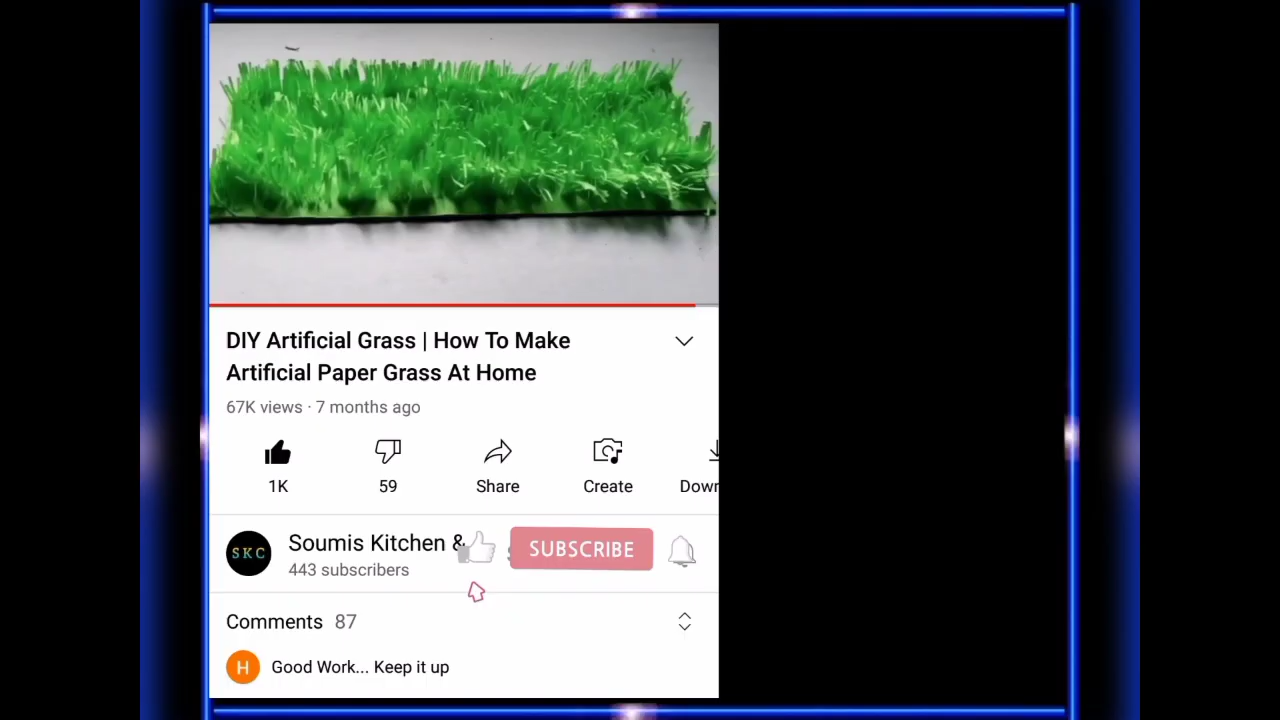 DIY Artificial Grass | How To Make
Artificial Paper Grass At Home
67K views · 7 months ago
1K
59
Share
Create
Dowr
SKC
Soumis Kitchen &
SUBSCRIBE
443 subscribers
Comments 87
H
Good Work... Keep it up